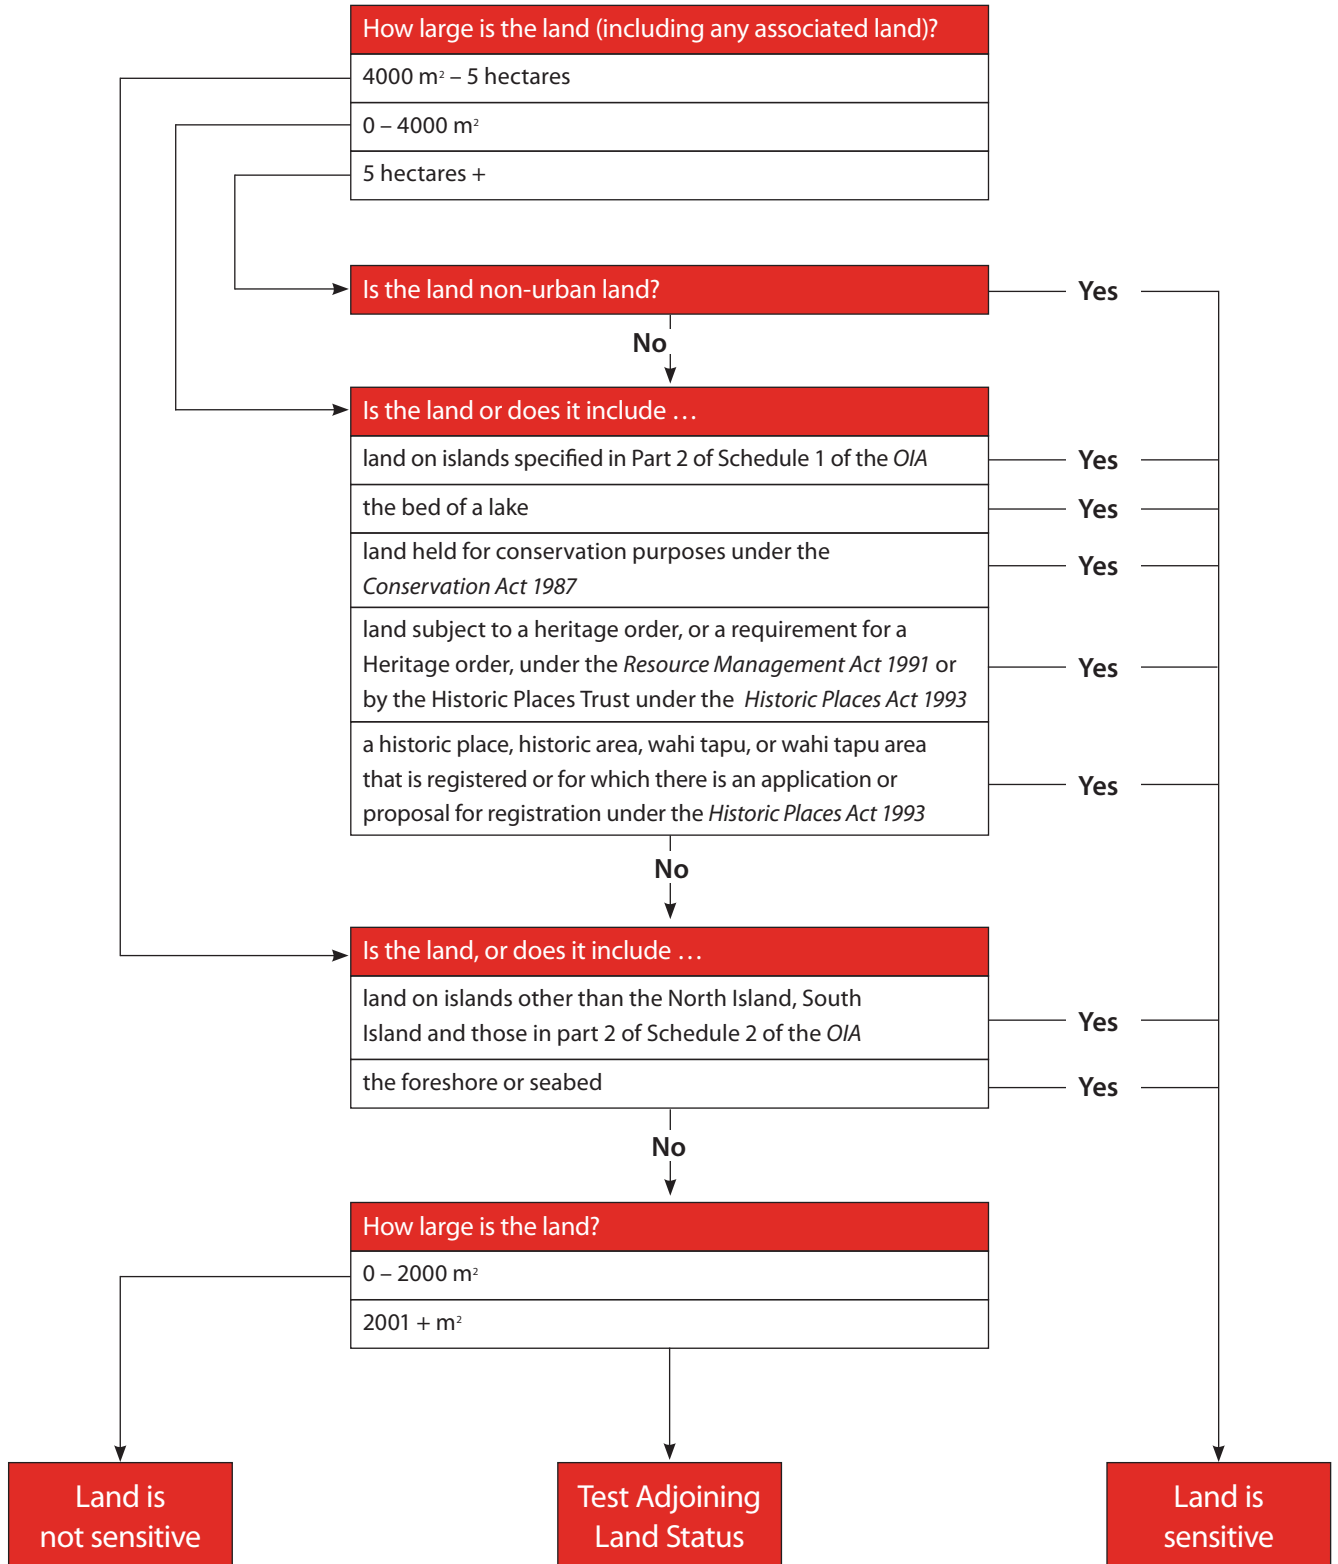 How large is the land (including any associated land)?
4000 m² – 5 hectares
0 – 4000 m²
5 hectares +
Is the land non-urban land?
Yes
No
Is the land or does it include …
land on islands specified in Part 2 of Schedule 1 of the OIA
Yes
the bed of a lake
Yes
land held for conservation purposes under the
Conservation Act 1987
Yes
land subject to a heritage order, or a requirement for a
Heritage order, under the Resource Management Act 1991 or
by the Historic Places Trust under the Historic Places Act 1993
Yes
a historic place, historic area, wahi tapu, or wahi tapu area
that is registered or for which there is an application or
proposal for registration under the Historic Places Act 1993
Yes
No
Is the land, or does it include …
land on islands other than the North Island, South
Island and those in part 2 of Schedule 2 of the OIA
Yes
the foreshore or seabed
Yes
No
How large is the land?
0 – 2000 m²
2001 + m²
Land is
not sensitive
Test Adjoining
Land Status
Land is
sensitive